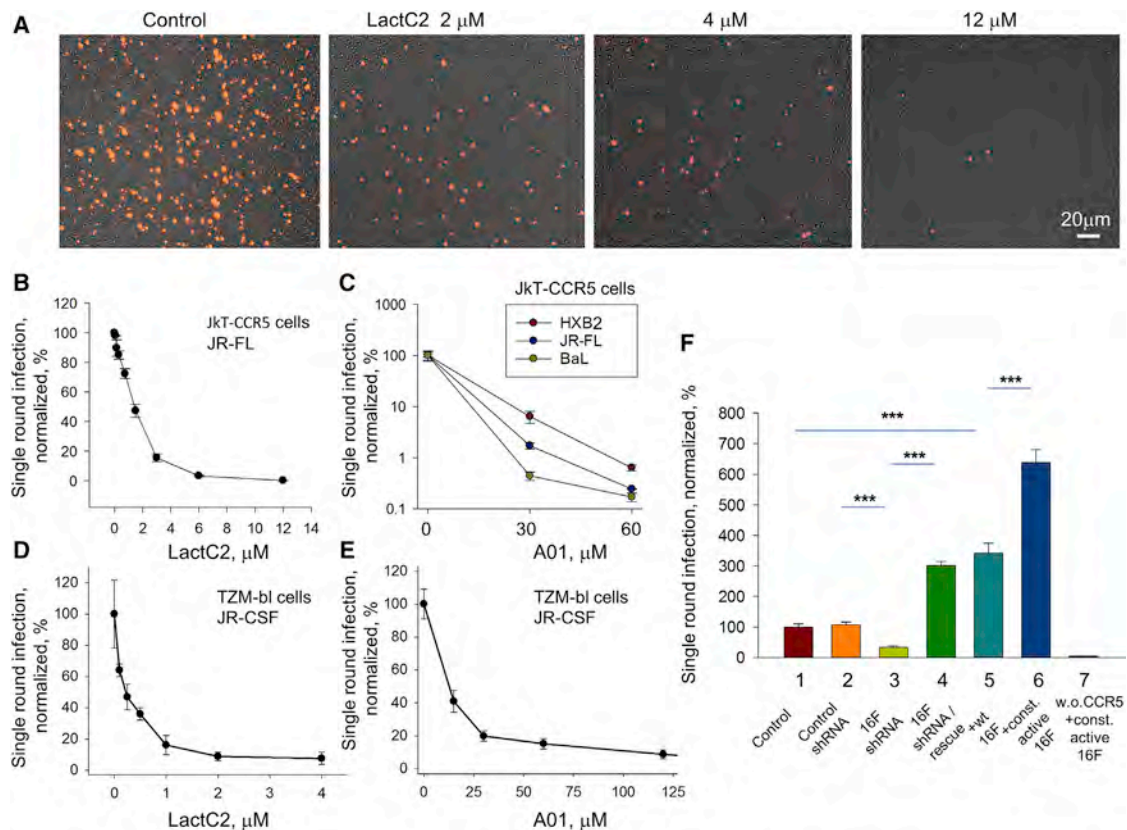 A
Control
LactC2 2 μM
4 μM
12 μM
20μm
B
120
100
80
60
40
20
0
Single round infection,
normalized, %
JkT-CCR5 cells
JR-FL
0 2 4 6 8 10 12 14
LactC2, μM
C
JkT-CCR5 cells
1000
100
10
1
0.1
Single round infection,
normalized, %
HXB2
JR-FL
BaL
0 30 60
A01, μM
D
120
100
80
60
40
20
0
Single round infection,
normalized, %
TZM-bl cells
JR-CSF
0 1 2 3 4
LactC2, μM
E
120
100
80
60
40
20
0
Single round infection,
normalized, %
TZM-bl cells
JR-CSF
0 25 50 75 100 125
A01, μM
F
Single round infection, normalized, %
800
700
600
500
400
300
200
100
0
***
***
***
***
1 2 3 4 5 6 7
Control
Control
shRNA
16F
shRNA
16F
shRNA /
rescue
+wt
16F
+const.
active
16F
w.o.CCR5
+const.
active
16F